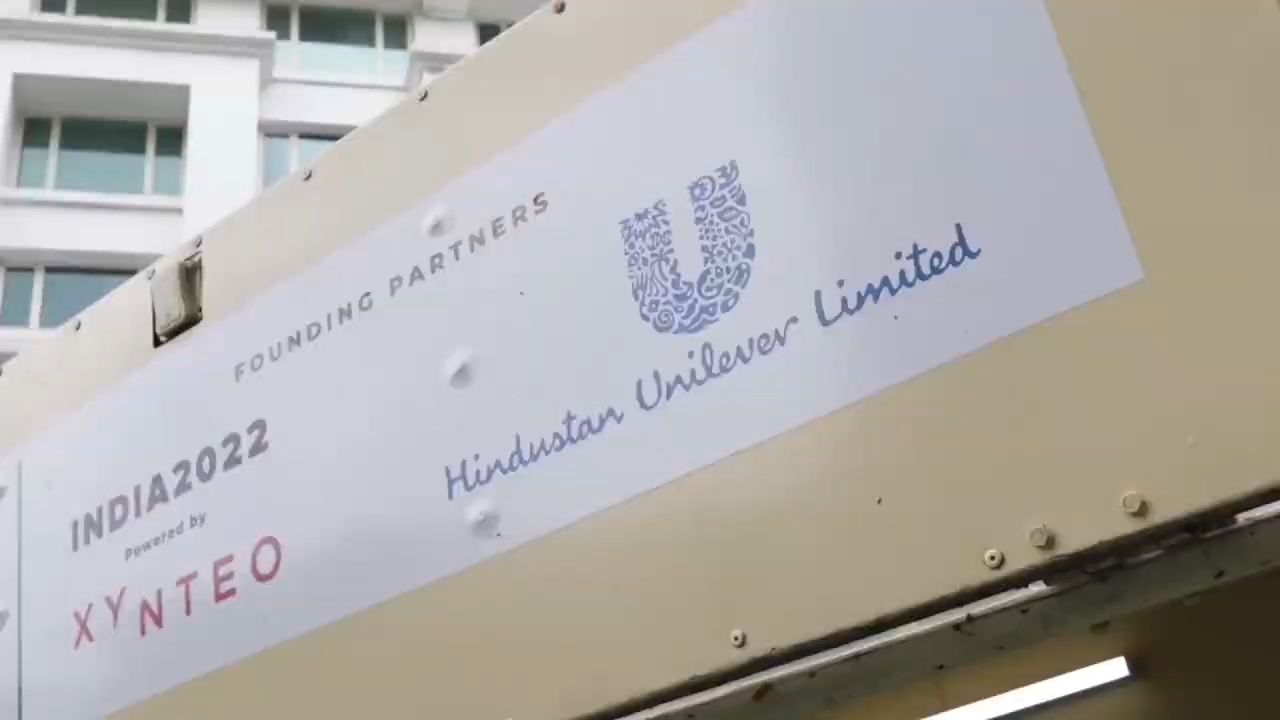 FOUNDING PARTNERS
INDIA2022
Powered by
XYNTEO
U
Hindustan Unilever Limited